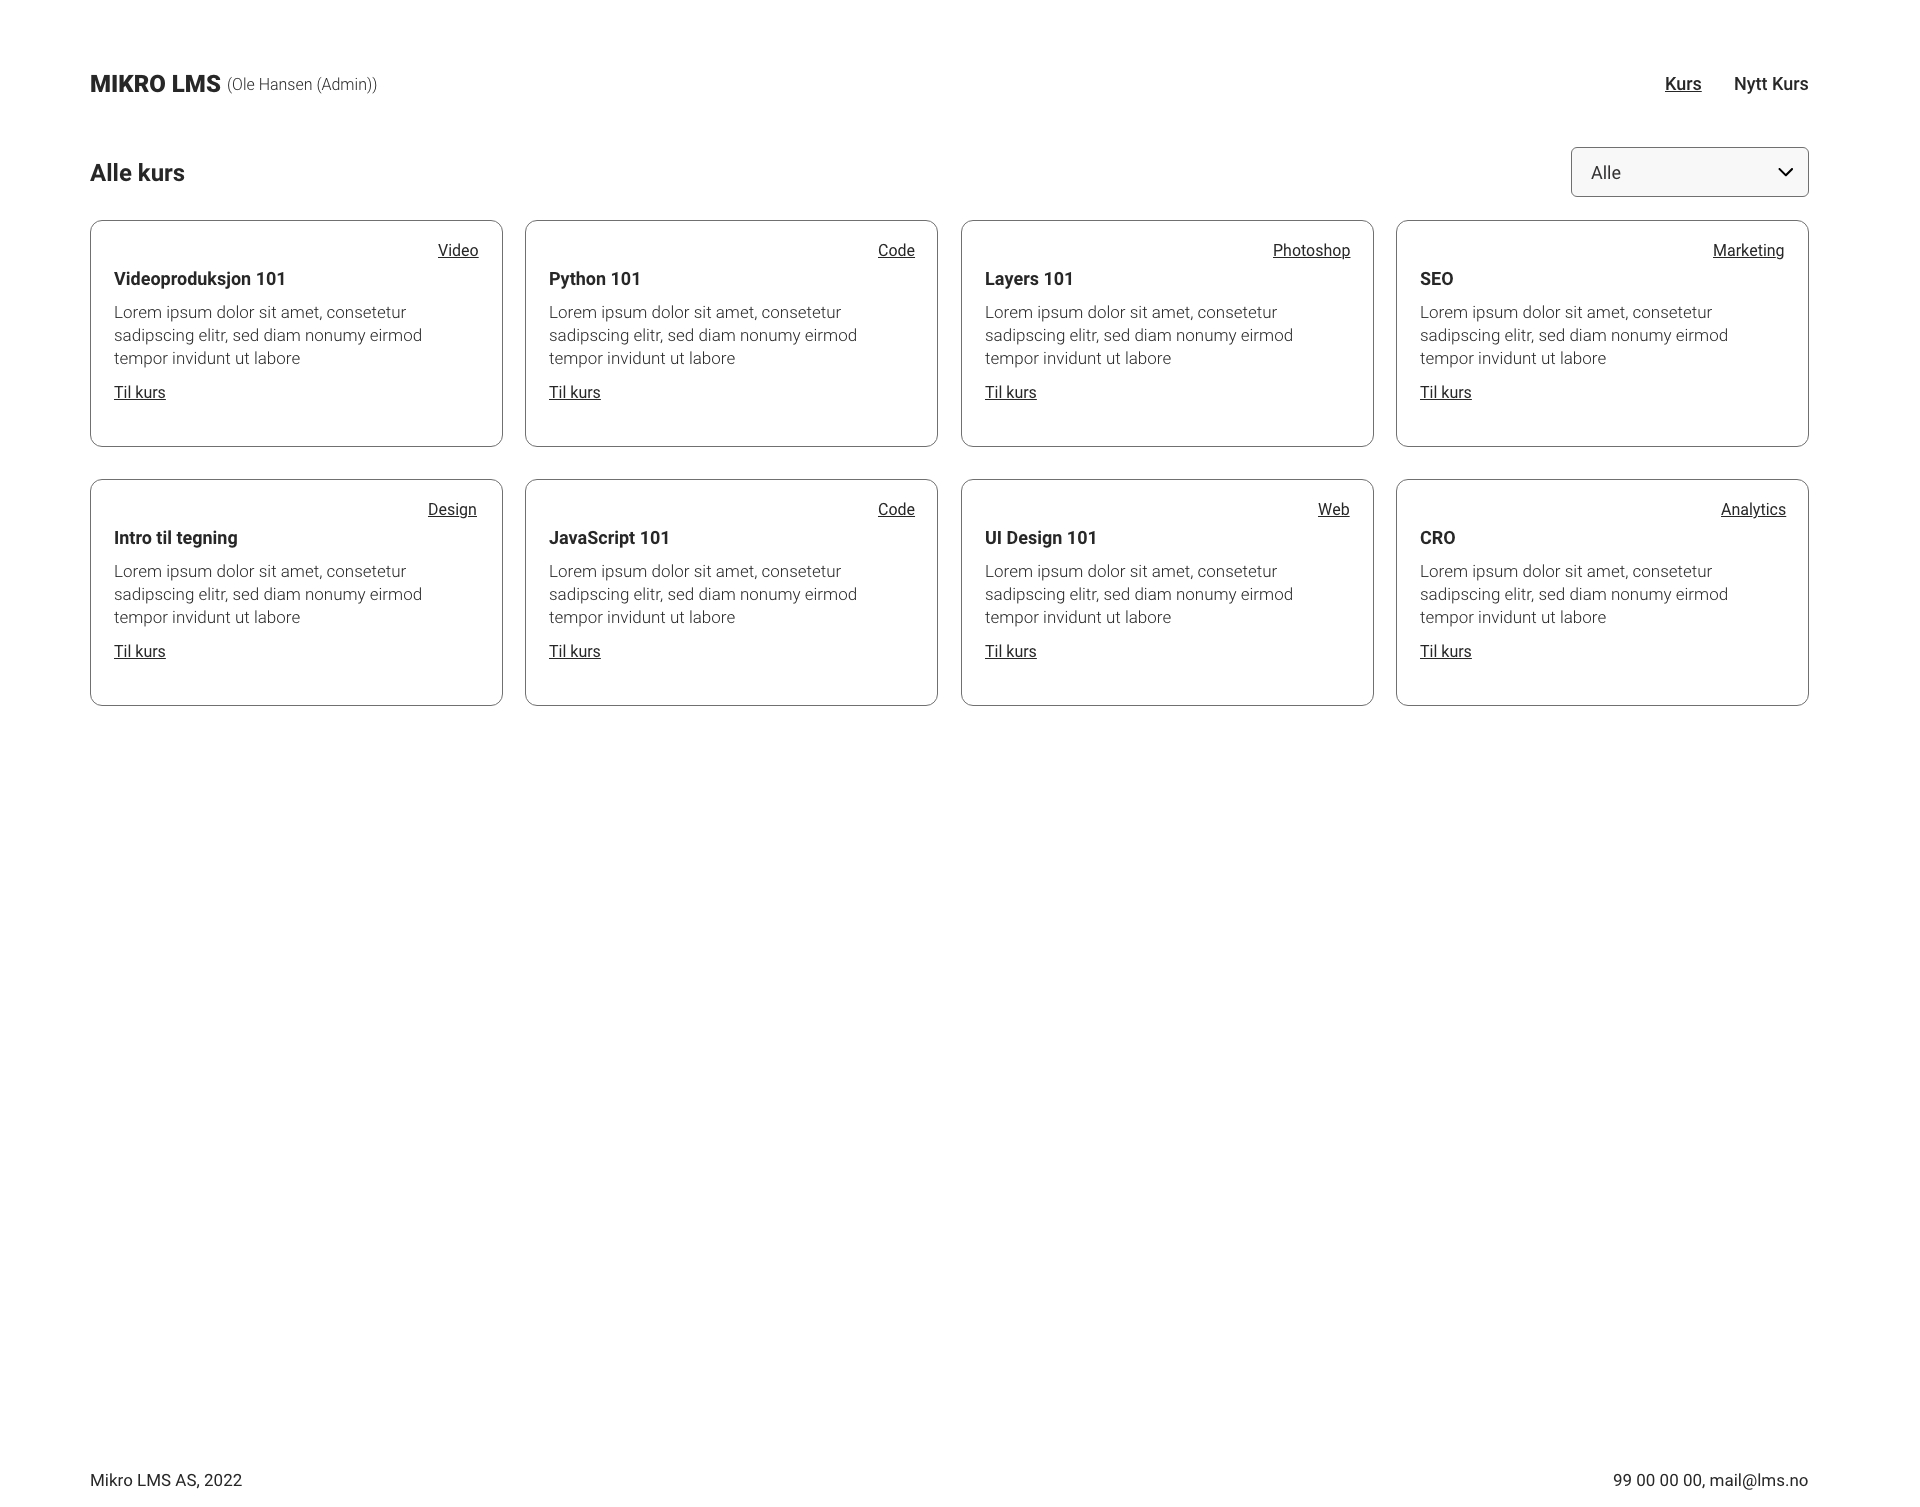 MIKRO LMS (Ole Hansen (Admin))
Kurs
Nytt Kurs
Alle kurs
Alle
Video
Videoproduksjon 101
Lorem ipsum dolor sit amet, consetetur
sadipscing elitr, sed diam nonumy eirmod
tempor invidunt ut labore
Til kurs
Code
Python 101
Lorem ipsum dolor sit amet, consetetur
sadipscing elitr, sed diam nonumy eirmod
tempor invidunt ut labore
Til kurs
Photoshop
Layers 101
Lorem ipsum dolor sit amet, consetetur
sadipscing elitr, sed diam nonumy eirmod
tempor invidunt ut labore
Til kurs
Marketing
SEO
Lorem ipsum dolor sit amet, consetetur
sadipscing elitr, sed diam nonumy eirmod
tempor invidunt ut labore
Til kurs
Design
Intro til tegning
Lorem ipsum dolor sit amet, consetetur
sadipscing elitr, sed diam nonumy eirmod
tempor invidunt ut labore
Til kurs
Code
JavaScript 101
Lorem ipsum dolor sit amet, consetetur
sadipscing elitr, sed diam nonumy eirmod
tempor invidunt ut labore
Til kurs
Web
UI Design 101
Lorem ipsum dolor sit amet, consetetur
sadipscing elitr, sed diam nonumy eirmod
tempor invidunt ut labore
Til kurs
Analytics
CRO
Lorem ipsum dolor sit amet, consetetur
sadipscing elitr, sed diam nonumy eirmod
tempor invidunt ut labore
Til kurs
Mikro LMS AS, 2022
99 00 00 00, mail@lms.no